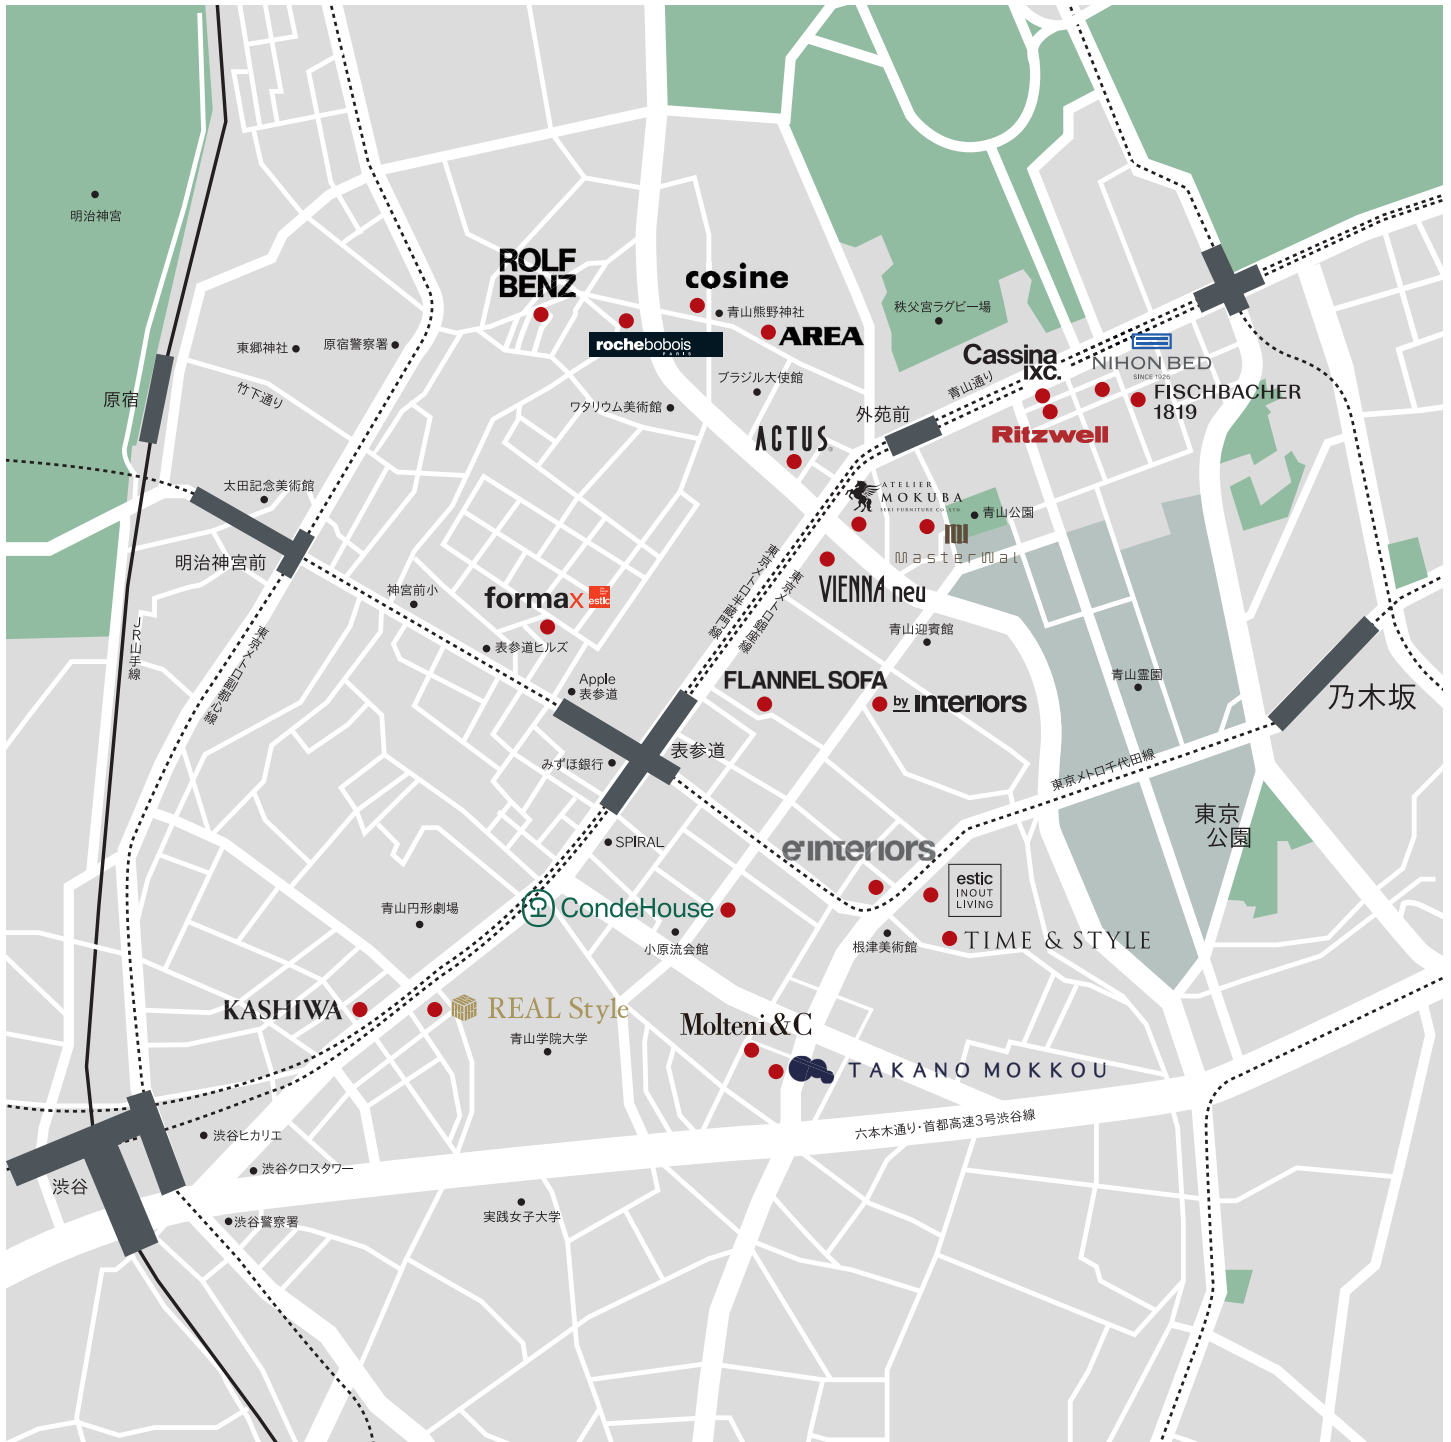 明治神宮
ROLF
BENZ
cosine
青山熊野神社
秩父宮ラグビー場
AREA
rochebobois
PARIS
東郷神社
原宿警察署
NIHON BED
SINCE 1926
Cassina
ixc.
青山通り
FISCHBACHER
1819
ブラジル大使館
竹下通り
原宿
ワタリウム美術館
外苑前
ACTUS
Ritzwell
太田記念美術館
ATELIER
MOKUBA
SEKI FURNITURE CO.,LTD
青山公園
MasterWal
明治神宮前
東京メトロ半蔵門線
東京メトロ銀座線
神宮前小
formax
estic
VIENNA neu
JR山手線
東京メトロ副都心線
表参道ヒルズ
青山迎賓館
Apple
表参道
FLANNEL SOFA
by interiors
青山霊園
乃木坂
表参道
みずほ銀行
東京メトロ千代田線
東京
公園
SPIRAL
e'interiors
estic
INOUT
LIVING
青山円形劇場
CondeHouse
小原流会館
根津美術館
TIME & STYLE
KASHIWA
REAL Style
青山学院大学
Molteni&C
TAKANO MOKKOU
六本木通り・首都高速3号渋谷線
渋谷ヒカリエ
渋谷クロスタワー
渋谷
渋谷警察署
実践女子大学